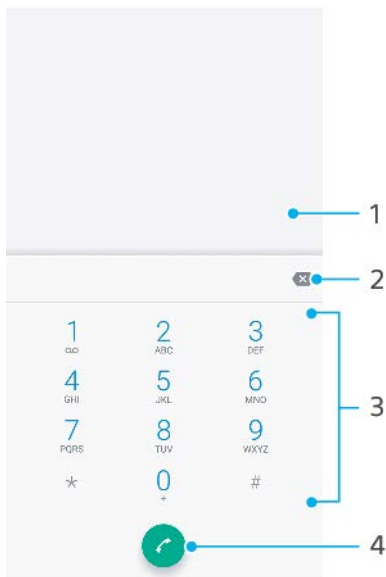 1
2
1 2 3
ABC DEF
4 5 6
GHI JKL MNO
3
7 8 9
PQRS TUV WXYZ
* 0 #
+
4